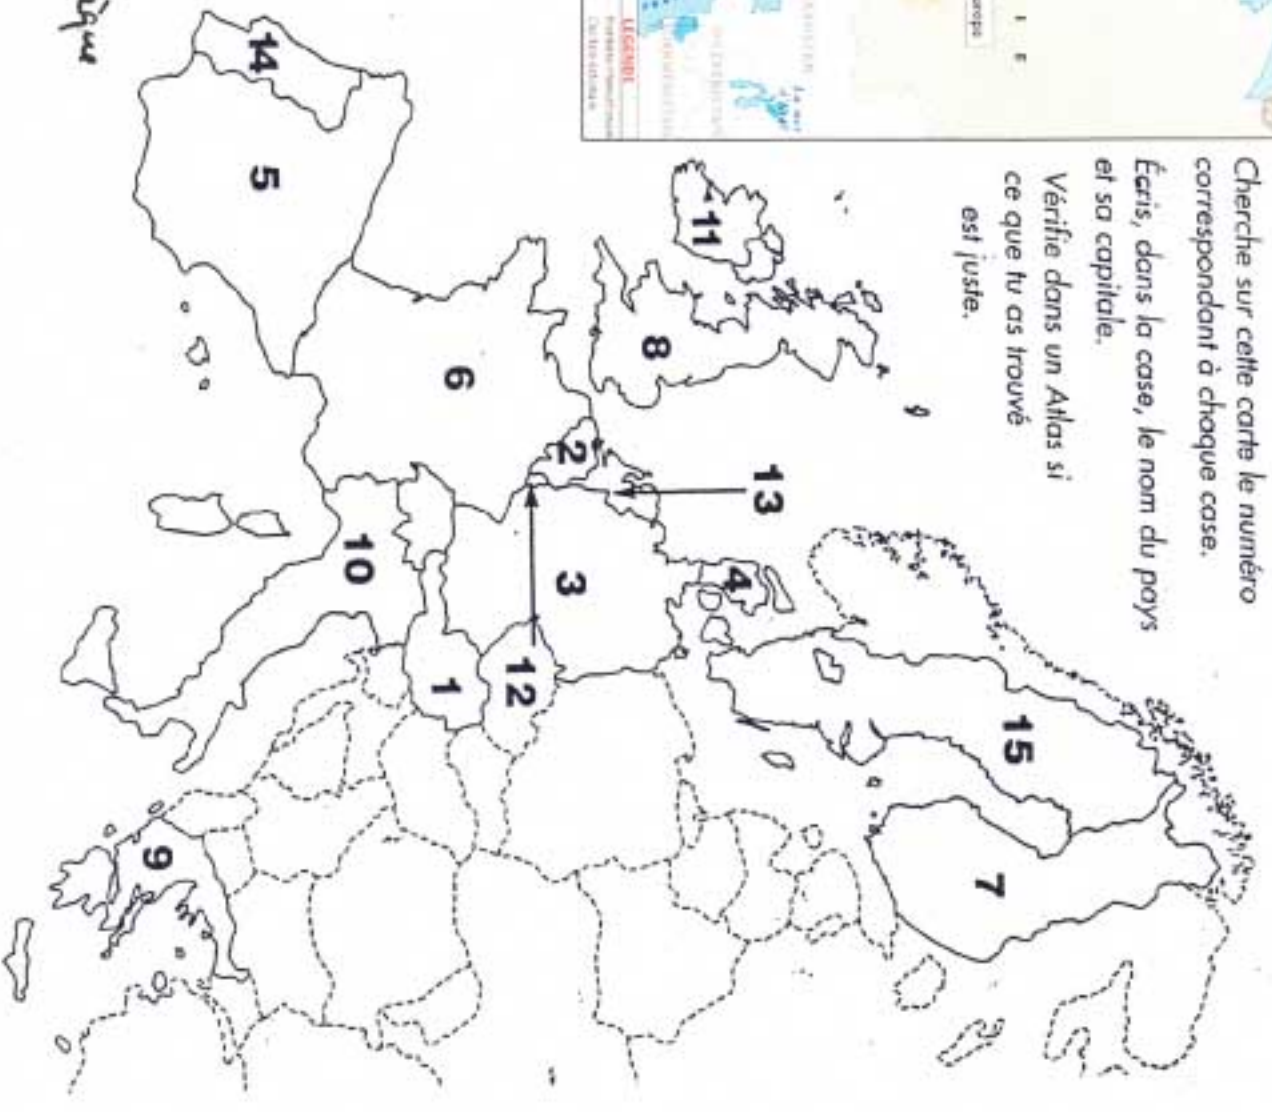 Cherche sur cette carte le numéro
correspondant à chaque case.
Écris, dans la case, le nom du pays
et sa capitale.
Vérifie dans un Atlas si
ce que tu as trouvé
est juste.
I E
LÉGENDE
14
5
11
8
6
2
13
10
3
4
1
12
15
9
7